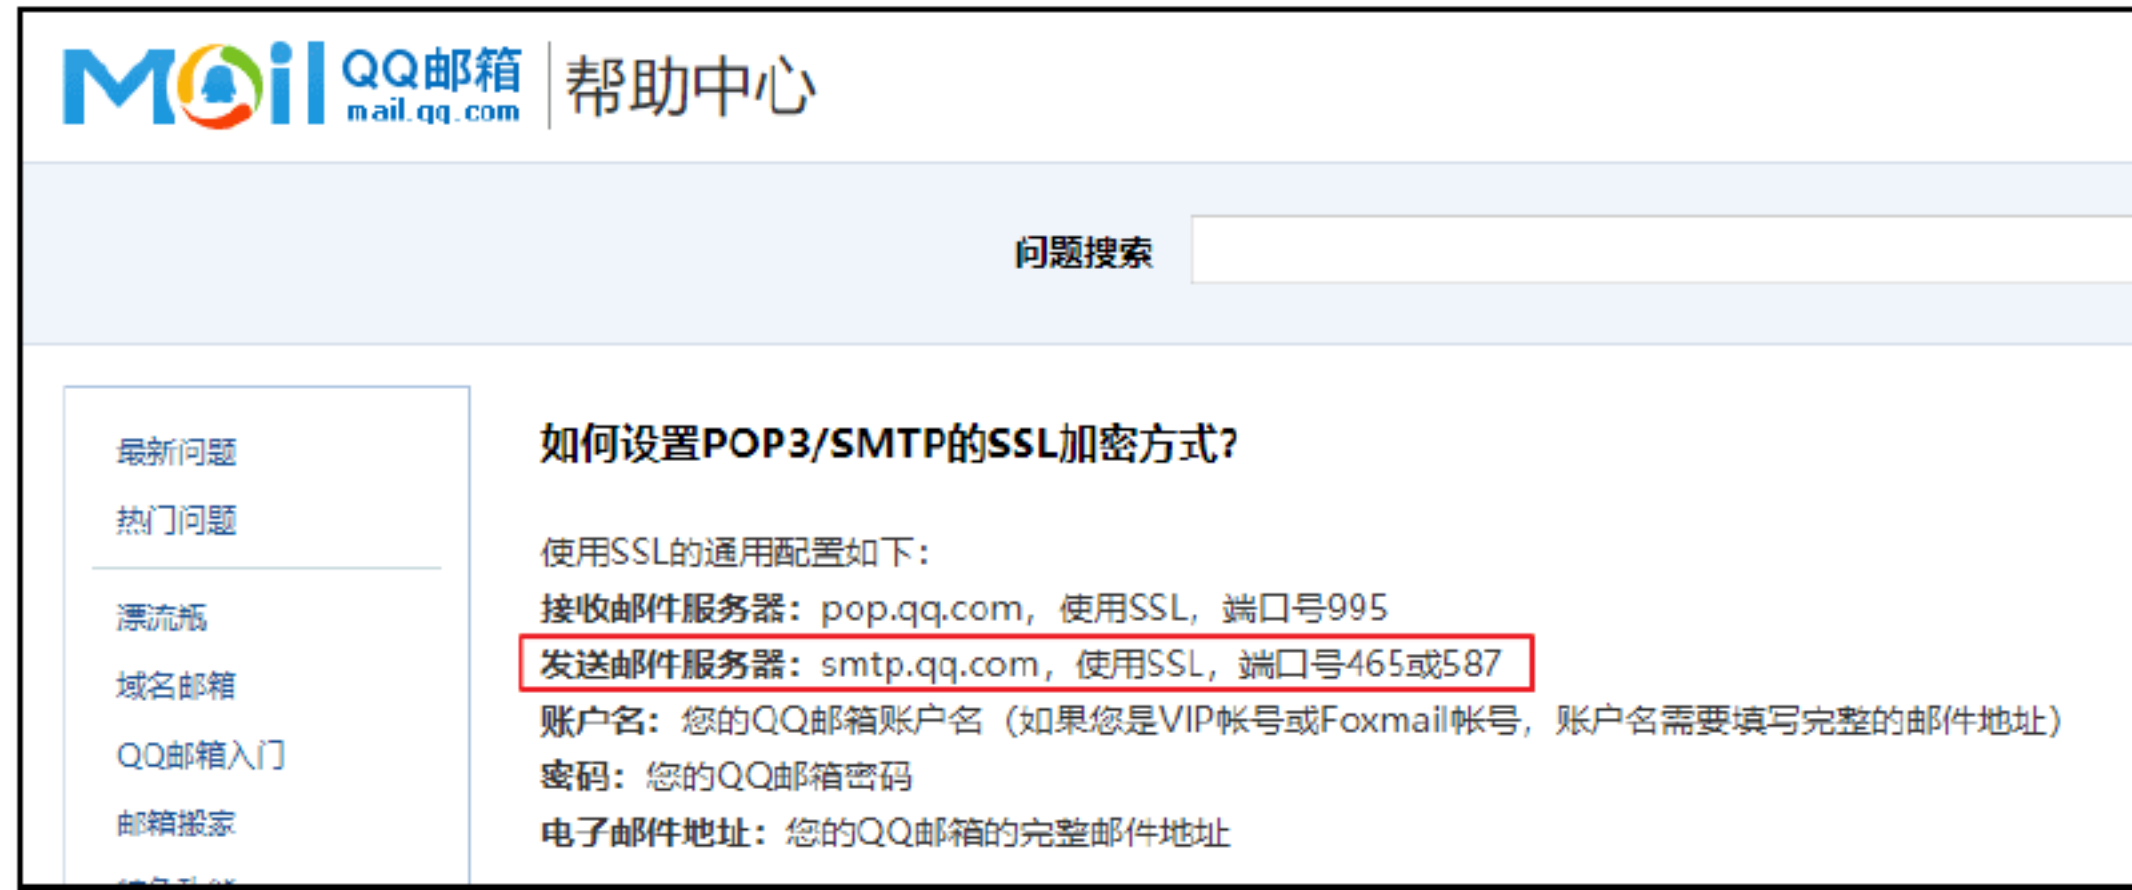 Mail QQ邮箱 帮助中心
mail.qq.com
问题搜索
最新问题
热门问题
漂流瓶
域名邮箱
QQ邮箱入门
邮箱搬家
如何设置POP3/SMTP的SSL加密方式?
使用SSL的通用配置如下:
接收邮件服务器:pop.qq.com,使用SSL,端口号995
发送邮件服务器:smtp.qq.com,使用SSL,端口号465或587
账户名:您的QQ邮箱账户名(如果您是VIP帐号或Foxmail帐号,账户名需要填写完整的邮件地址)
密码:您的QQ邮箱密码
电子邮件地址:您的QQ邮箱的完整邮件地址